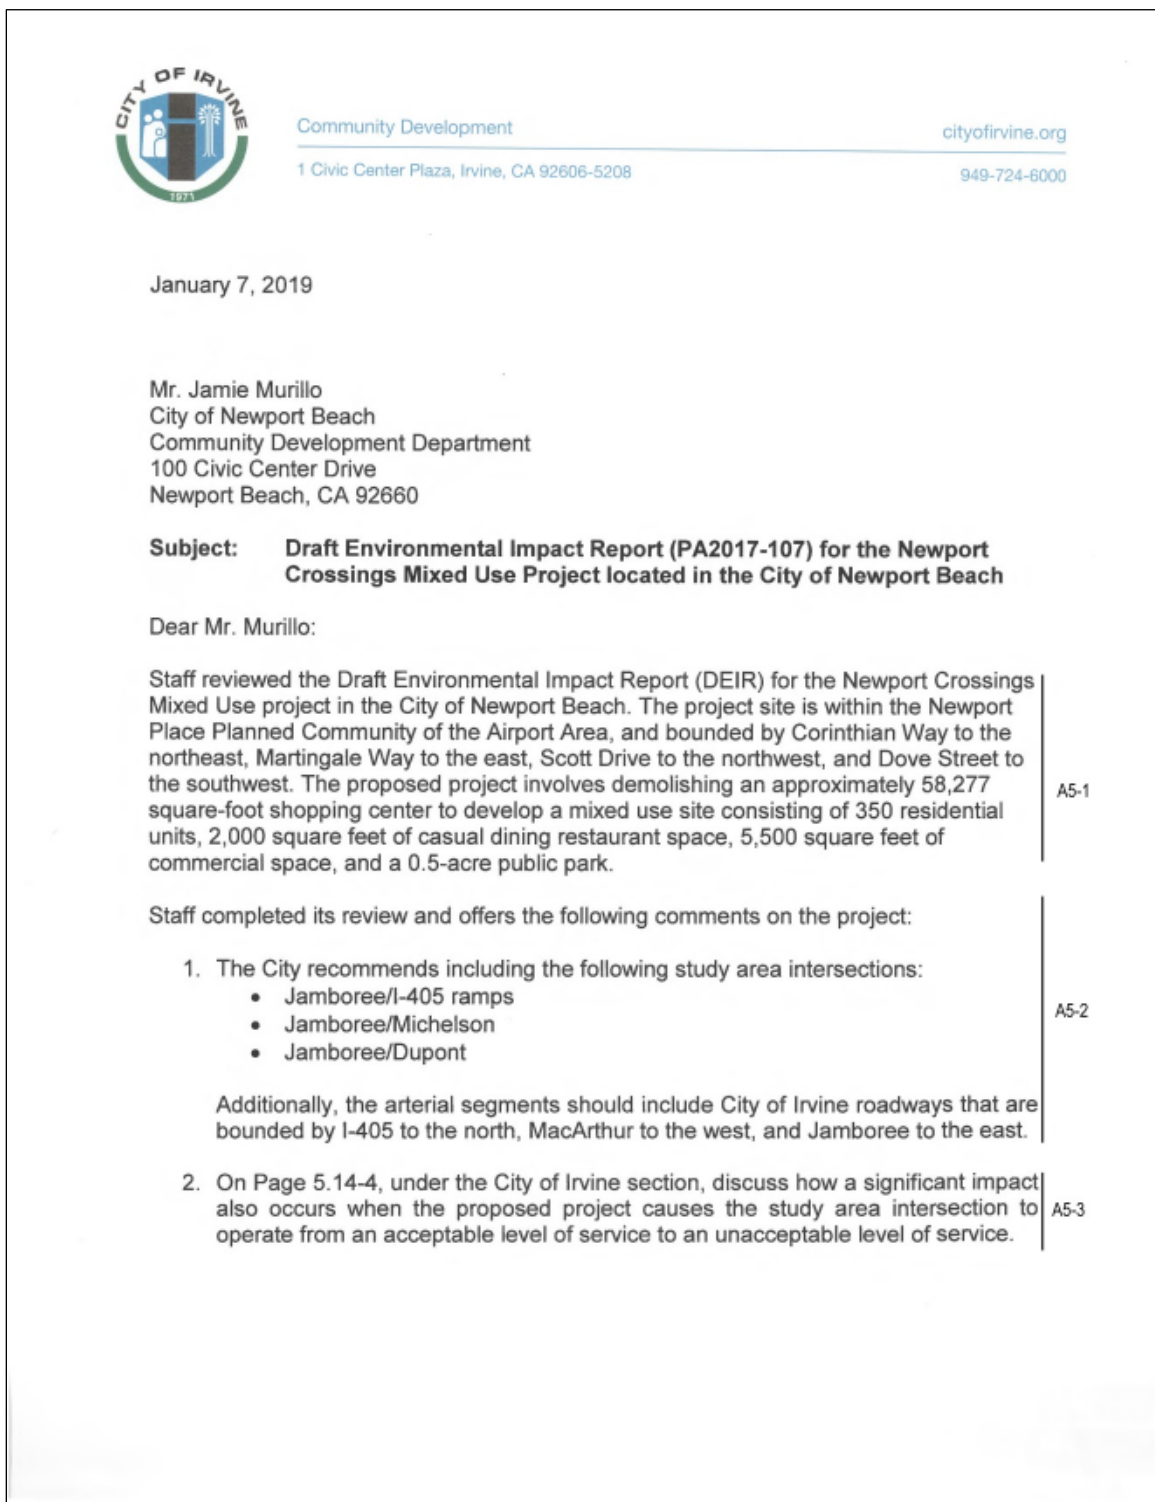 CITY OF IRVINE
1971
Community Development
cityofirvine.org
1 Civic Center Plaza, Irvine, CA 92606-5208
949-724-6000
January 7, 2019
Mr. Jamie Murillo
City of Newport Beach
Community Development Department
100 Civic Center Drive
Newport Beach, CA 92660
Subject: Draft Environmental Impact Report (PA2017-107) for the Newport
Crossings Mixed Use Project located in the City of Newport Beach
Dear Mr. Murillo:
Staff reviewed the Draft Environmental Impact Report (DEIR) for the Newport Crossings
Mixed Use project in the City of Newport Beach. The project site is within the Newport
Place Planned Community of the Airport Area, and bounded by Corinthian Way to the
northeast, Martingale Way to the east, Scott Drive to the northwest, and Dove Street to
the southwest. The proposed project involves demolishing an approximately 58,277
square-foot shopping center to develop a mixed use site consisting of 350 residential
units, 2,000 square feet of casual dining restaurant space, 5,500 square feet of
commercial space, and a 0.5-acre public park.
A5-1
Staff completed its review and offers the following comments on the project:
1. The City recommends including the following study area intersections:
• Jamboree/I-405 ramps
• Jamboree/Michelson
• Jamboree/Dupont
A5-2
Additionally, the arterial segments should include City of Irvine roadways that are
bounded by I-405 to the north, MacArthur to the west, and Jamboree to the east.
2. On Page 5.14-4, under the City of Irvine section, discuss how a significant impact
also occurs when the proposed project causes the study area intersection to
operate from an acceptable level of service to an unacceptable level of service.
A5-3